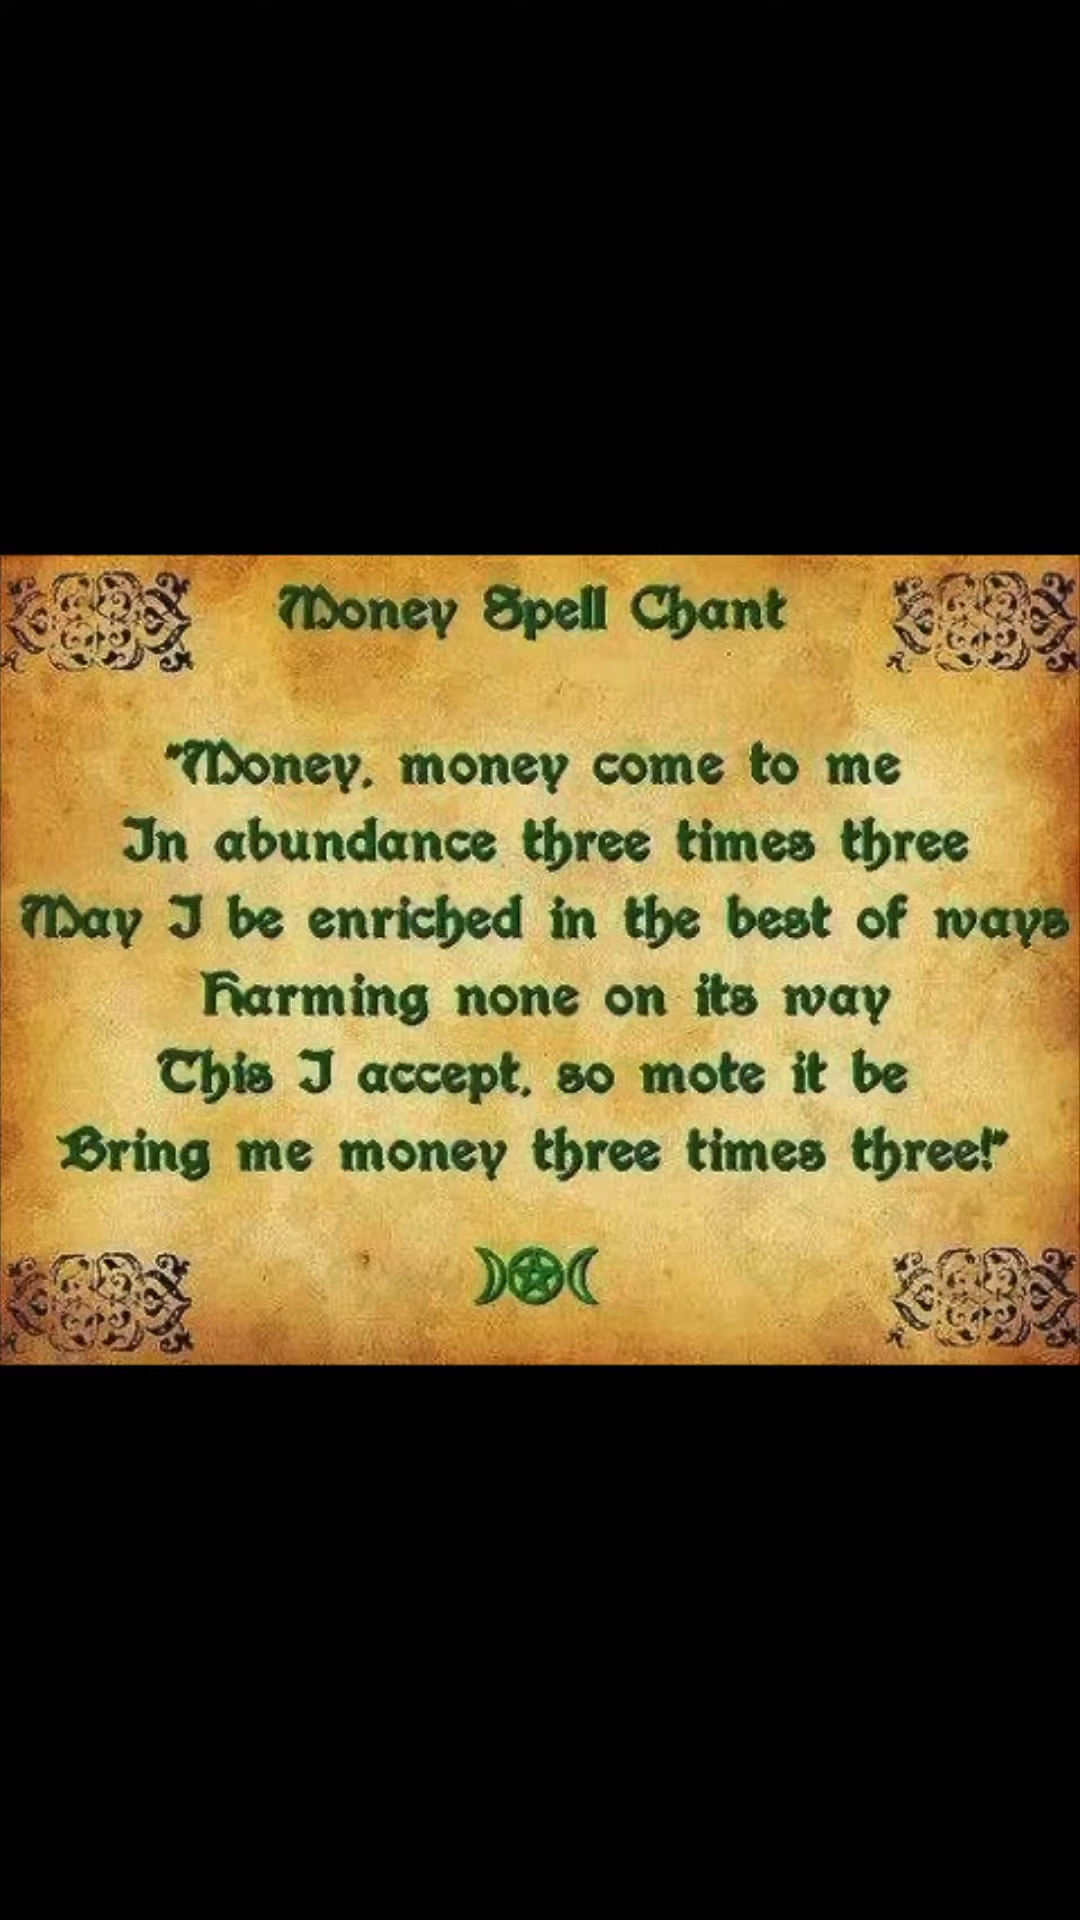 Money Spell Chant
"Money, money come to me
In abundance three times three
May I be enriched in the best of ways
Harming none on its way
This I accept, so mote it be
Bring me money three times three!"